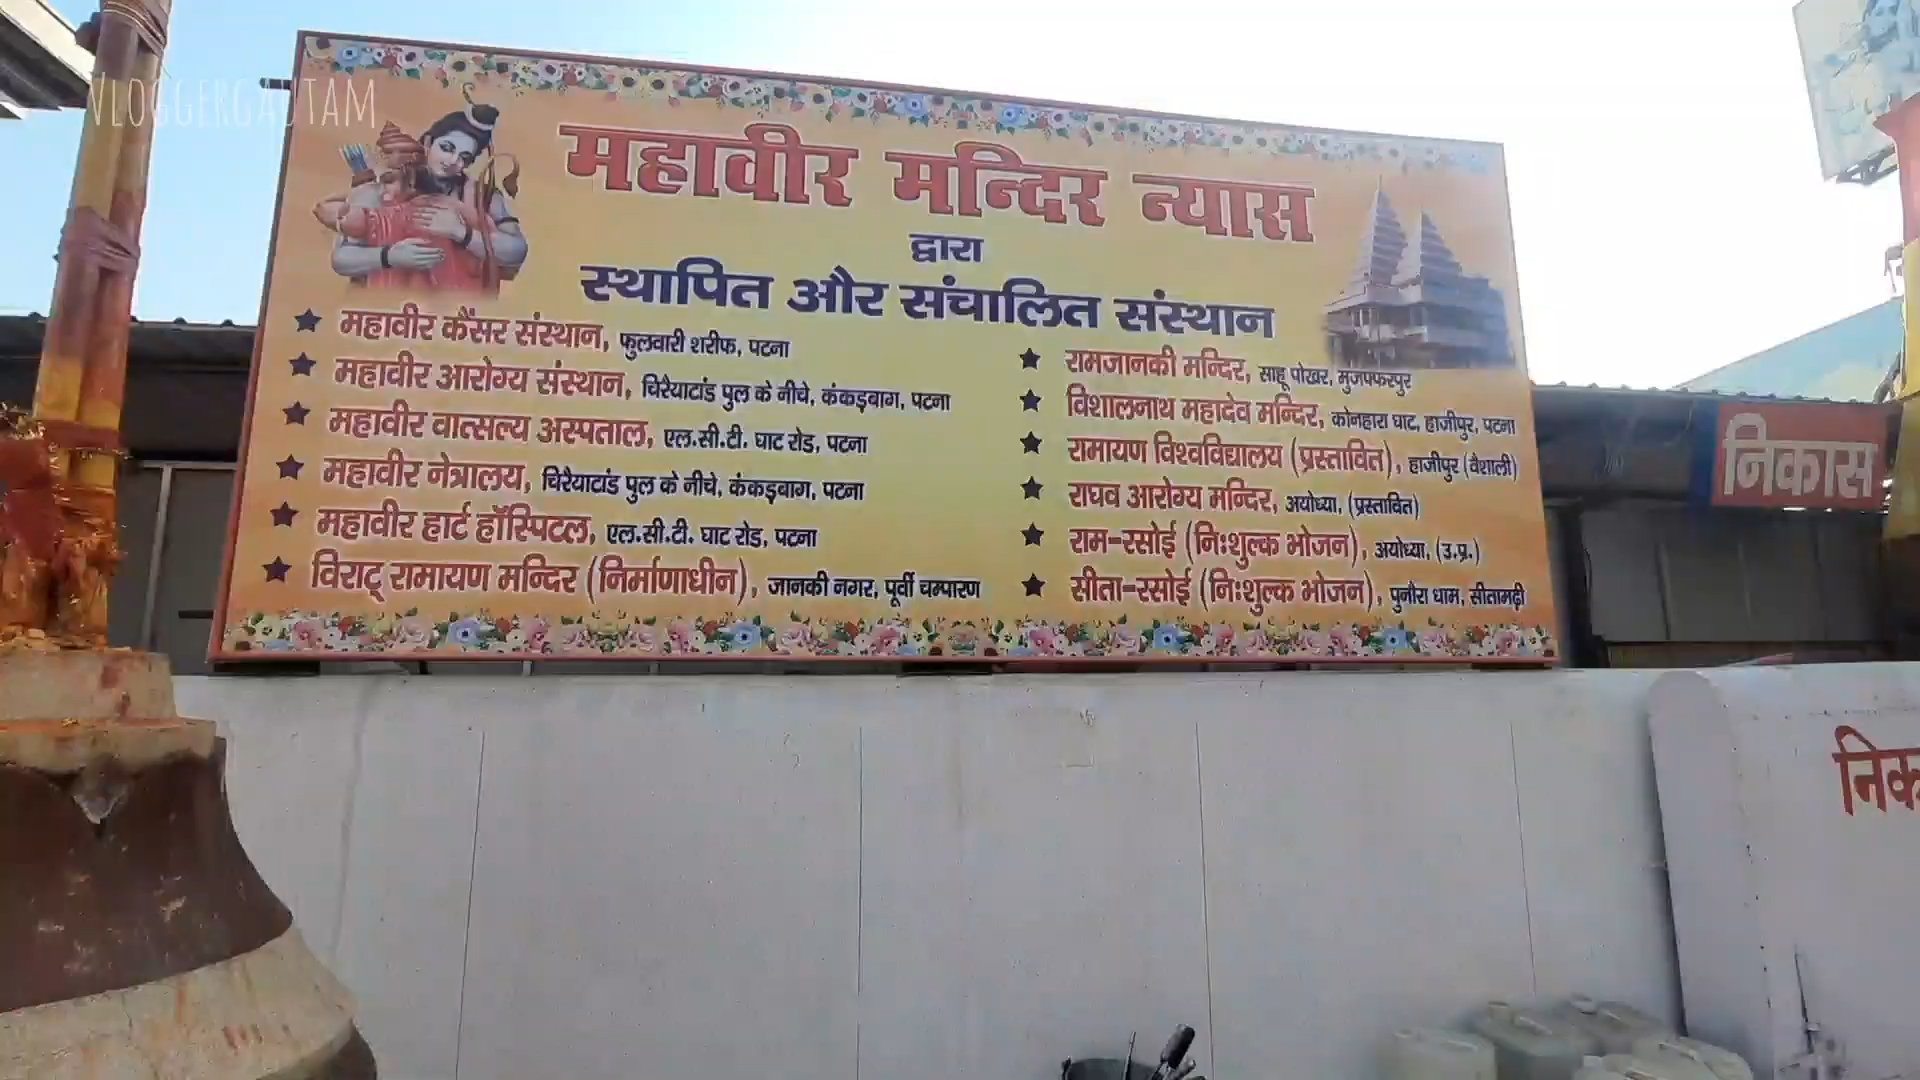 VLOGGERGAUTAM
महावीर मन्दिर न्यास
द्वारा
स्थापित और संचालित संस्थान
★ महावीर कैंसर संस्थान, फुलवारी शरीफ, पटना
★ महावीर आरोग्य संस्थान, चिरैयाटांड पुल के नीचे, कंकड़बाग, पटना
★ महावीर वात्सल्य अस्पताल, एल.सी.टी. घाट रोड, पटना
★ महावीर नेत्रालय, चिरैयाटांड पुल के नीचे, कंकड़बाग, पटना
★ महावीर हार्ट हॉस्पिटल, एल.सी.टी. घाट रोड, पटना
★ विराट् रामायण मन्दिर (निर्माणाधीन), जानकी नगर, पूर्वी चम्पारण
★ रामजानकी मन्दिर, साहू पोखर, मुजफ्फरपुर
★ विशालनाथ महादेव मन्दिर, कोनहारा घाट, हाजीपुर, पटना
★ रामायण विश्वविद्यालय (प्रस्तावित), हाजीपुर (वैशाली)
★ राघव आरोग्य मन्दिर, अयोध्या, (प्रस्तावित)
★ राम-रसोई (निःशुल्क भोजन), अयोध्या, (उ.प्र.)
★ सीता-रसोई (निःशुल्क भोजन), पुनौरा धाम, सीतामढ़ी
निकास